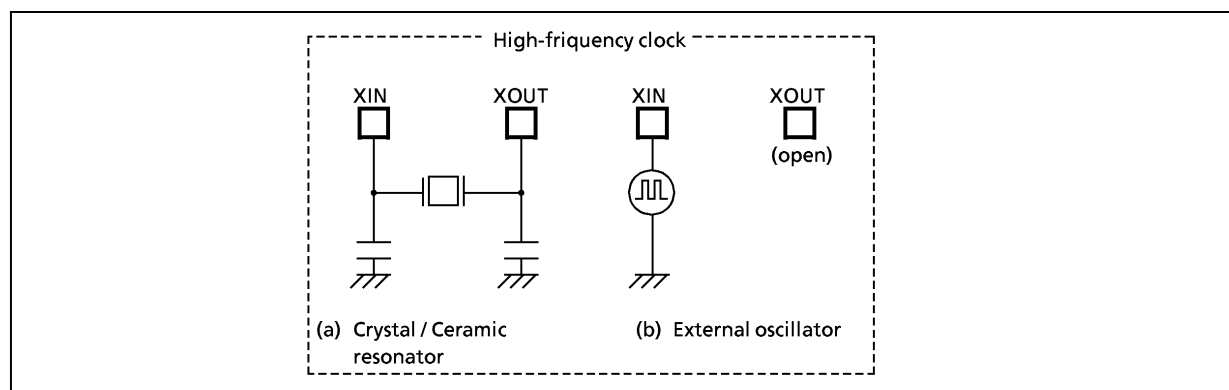 High-friquency clock
XIN XOUT XIN XOUT
(open)
(a) Crystal / Ceramic (b) External oscillator
resonator